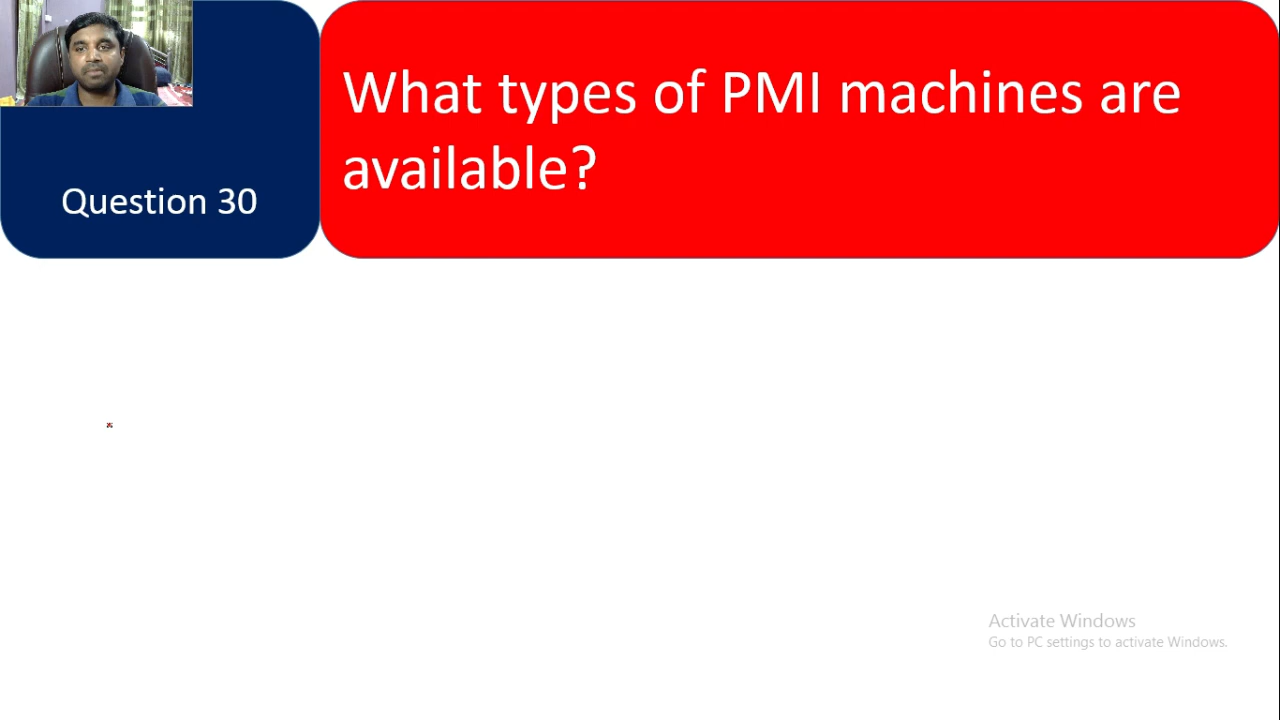 Question 30
What types of PMI machines are
available?
Activate Windows
Go to PC settings to activate Windows.